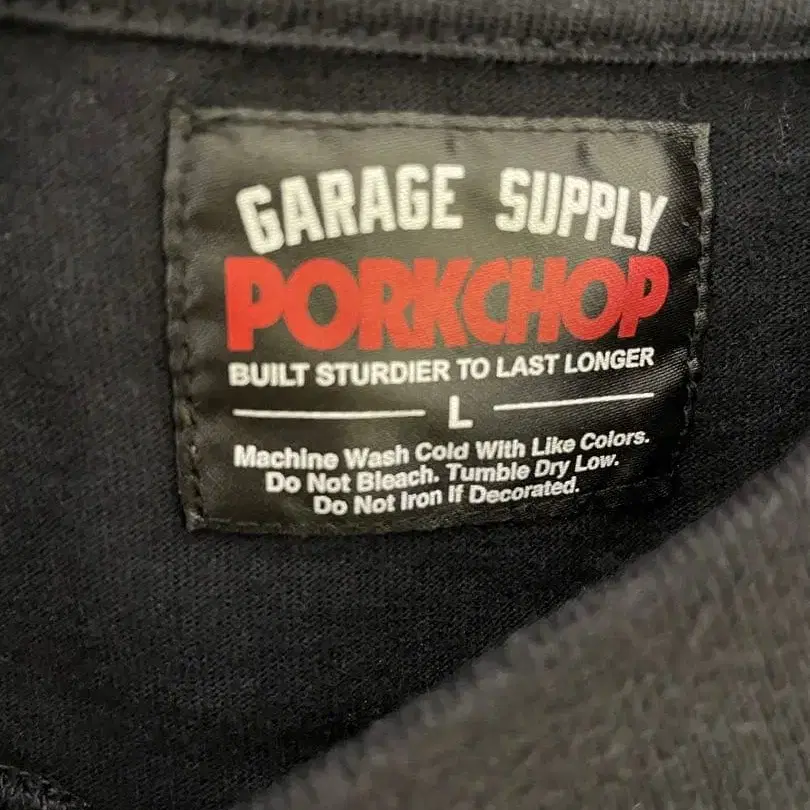 GARAGE SUPPLY
PORKCHOP
BUILT STURDIER TO LAST LONGER
L
Machine Wash Cold With Like Colors.
Do Not Bleach. Tumble Dry Low.
Do Not Iron If Decorated.